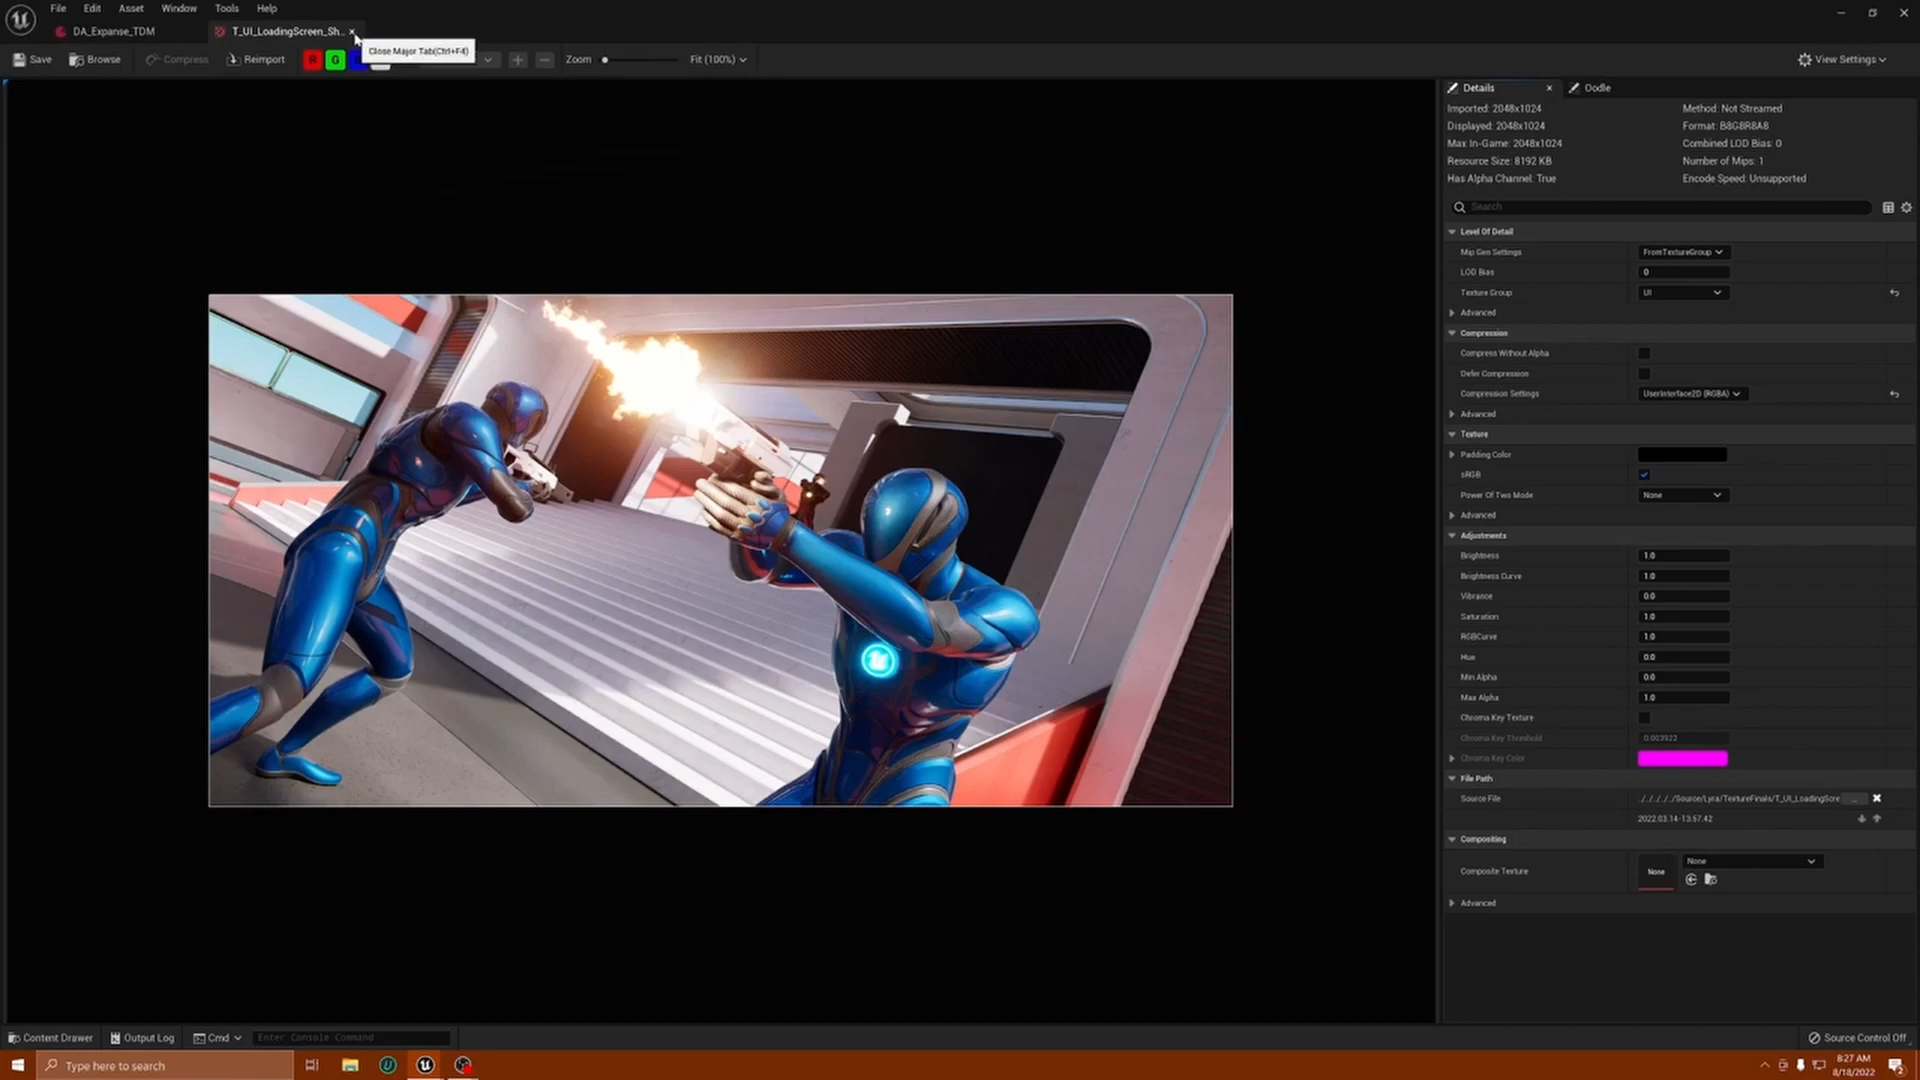 File Edit Asset Window Tools Help
DA_Expanse_TDM T_UI_LoadingScreen_Sh..
Close Major Tab(Ctrl+F4)
Save Browse Compress Reimport R G Zoom Fit (100%) View Settings
Details Oodle
Imported: 2048x1024 Method: Not Streamed
Displayed: 2048x1024 Format: B8G8R8A8
Max In-Game: 2048x1024 Combined LOD Bias: 0
Resource Size: 8192 KB Number of Mips: 1
Has Alpha Channel: True Encode Speed: Unsupported
Search
Level Of Detail
Mip Gen Settings FromTextureGroup
LOD Bias 0
Texture Group UI
Advanced
Compression
Compress Without Alpha
Defer Compression
Compression Settings UserInterface2D (RGBA)
Advanced
Texture
Padding Color
sRGB
Power Of Two Mode None
Advanced
Adjustments
Brightness 1.0
Brightness Curve 1.0
Vibrance 0.0
Saturation 1.0
RGBCurve 1.0
Hue 0.0
Min Alpha 0.0
Max Alpha 1.0
Chroma Key Texture
Chroma Key Threshold 0.003922
Chroma Key Color
File Path
Source File ./././././Source/Lyra/TextureFinals/T_UI_LoadingScre ...
2022.03.14-13.57.42
Compositing
Composite Texture None None
Advanced
Content Drawer Output Log Cmd Enter Console Command Source Control Off
Type here to search 8:27 AM
8/18/2022 2